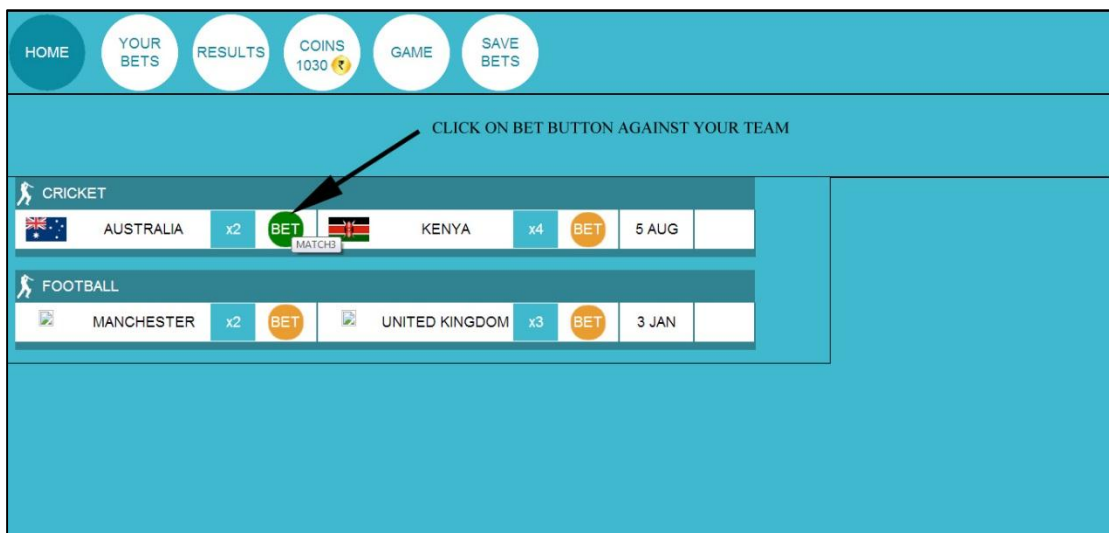 HOME
YOUR
BETS
RESULTS
COINS
1030
GAME
SAVE
BETS
CLICK ON BET BUTTON AGAINST YOUR TEAM
CRICKET
AUSTRALIA x2 BET KENYA x4 BET 5 AUG
MATCH3
FOOTBALL
MANCHESTER x2 BET UNITED KINGDOM x3 BET 3 JAN